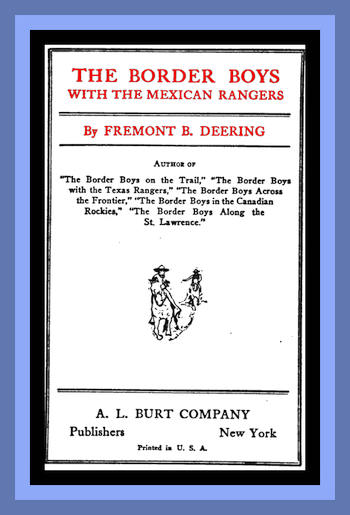 THE BORDER BOYS
WITH THE MEXICAN RANGERS
By FREMONT B. DEERING
AUTHOR OF
"The Border Boys on the Trail," "The Border Boys
with the Texas Rangers," "The Border Boys Across
the Frontier," "The Border Boys in the Canadian
Rockies," "The Border Boys Along the
St. Lawrence."
A. L. BURT COMPANY
Publishers New York
Printed in U. S. A.